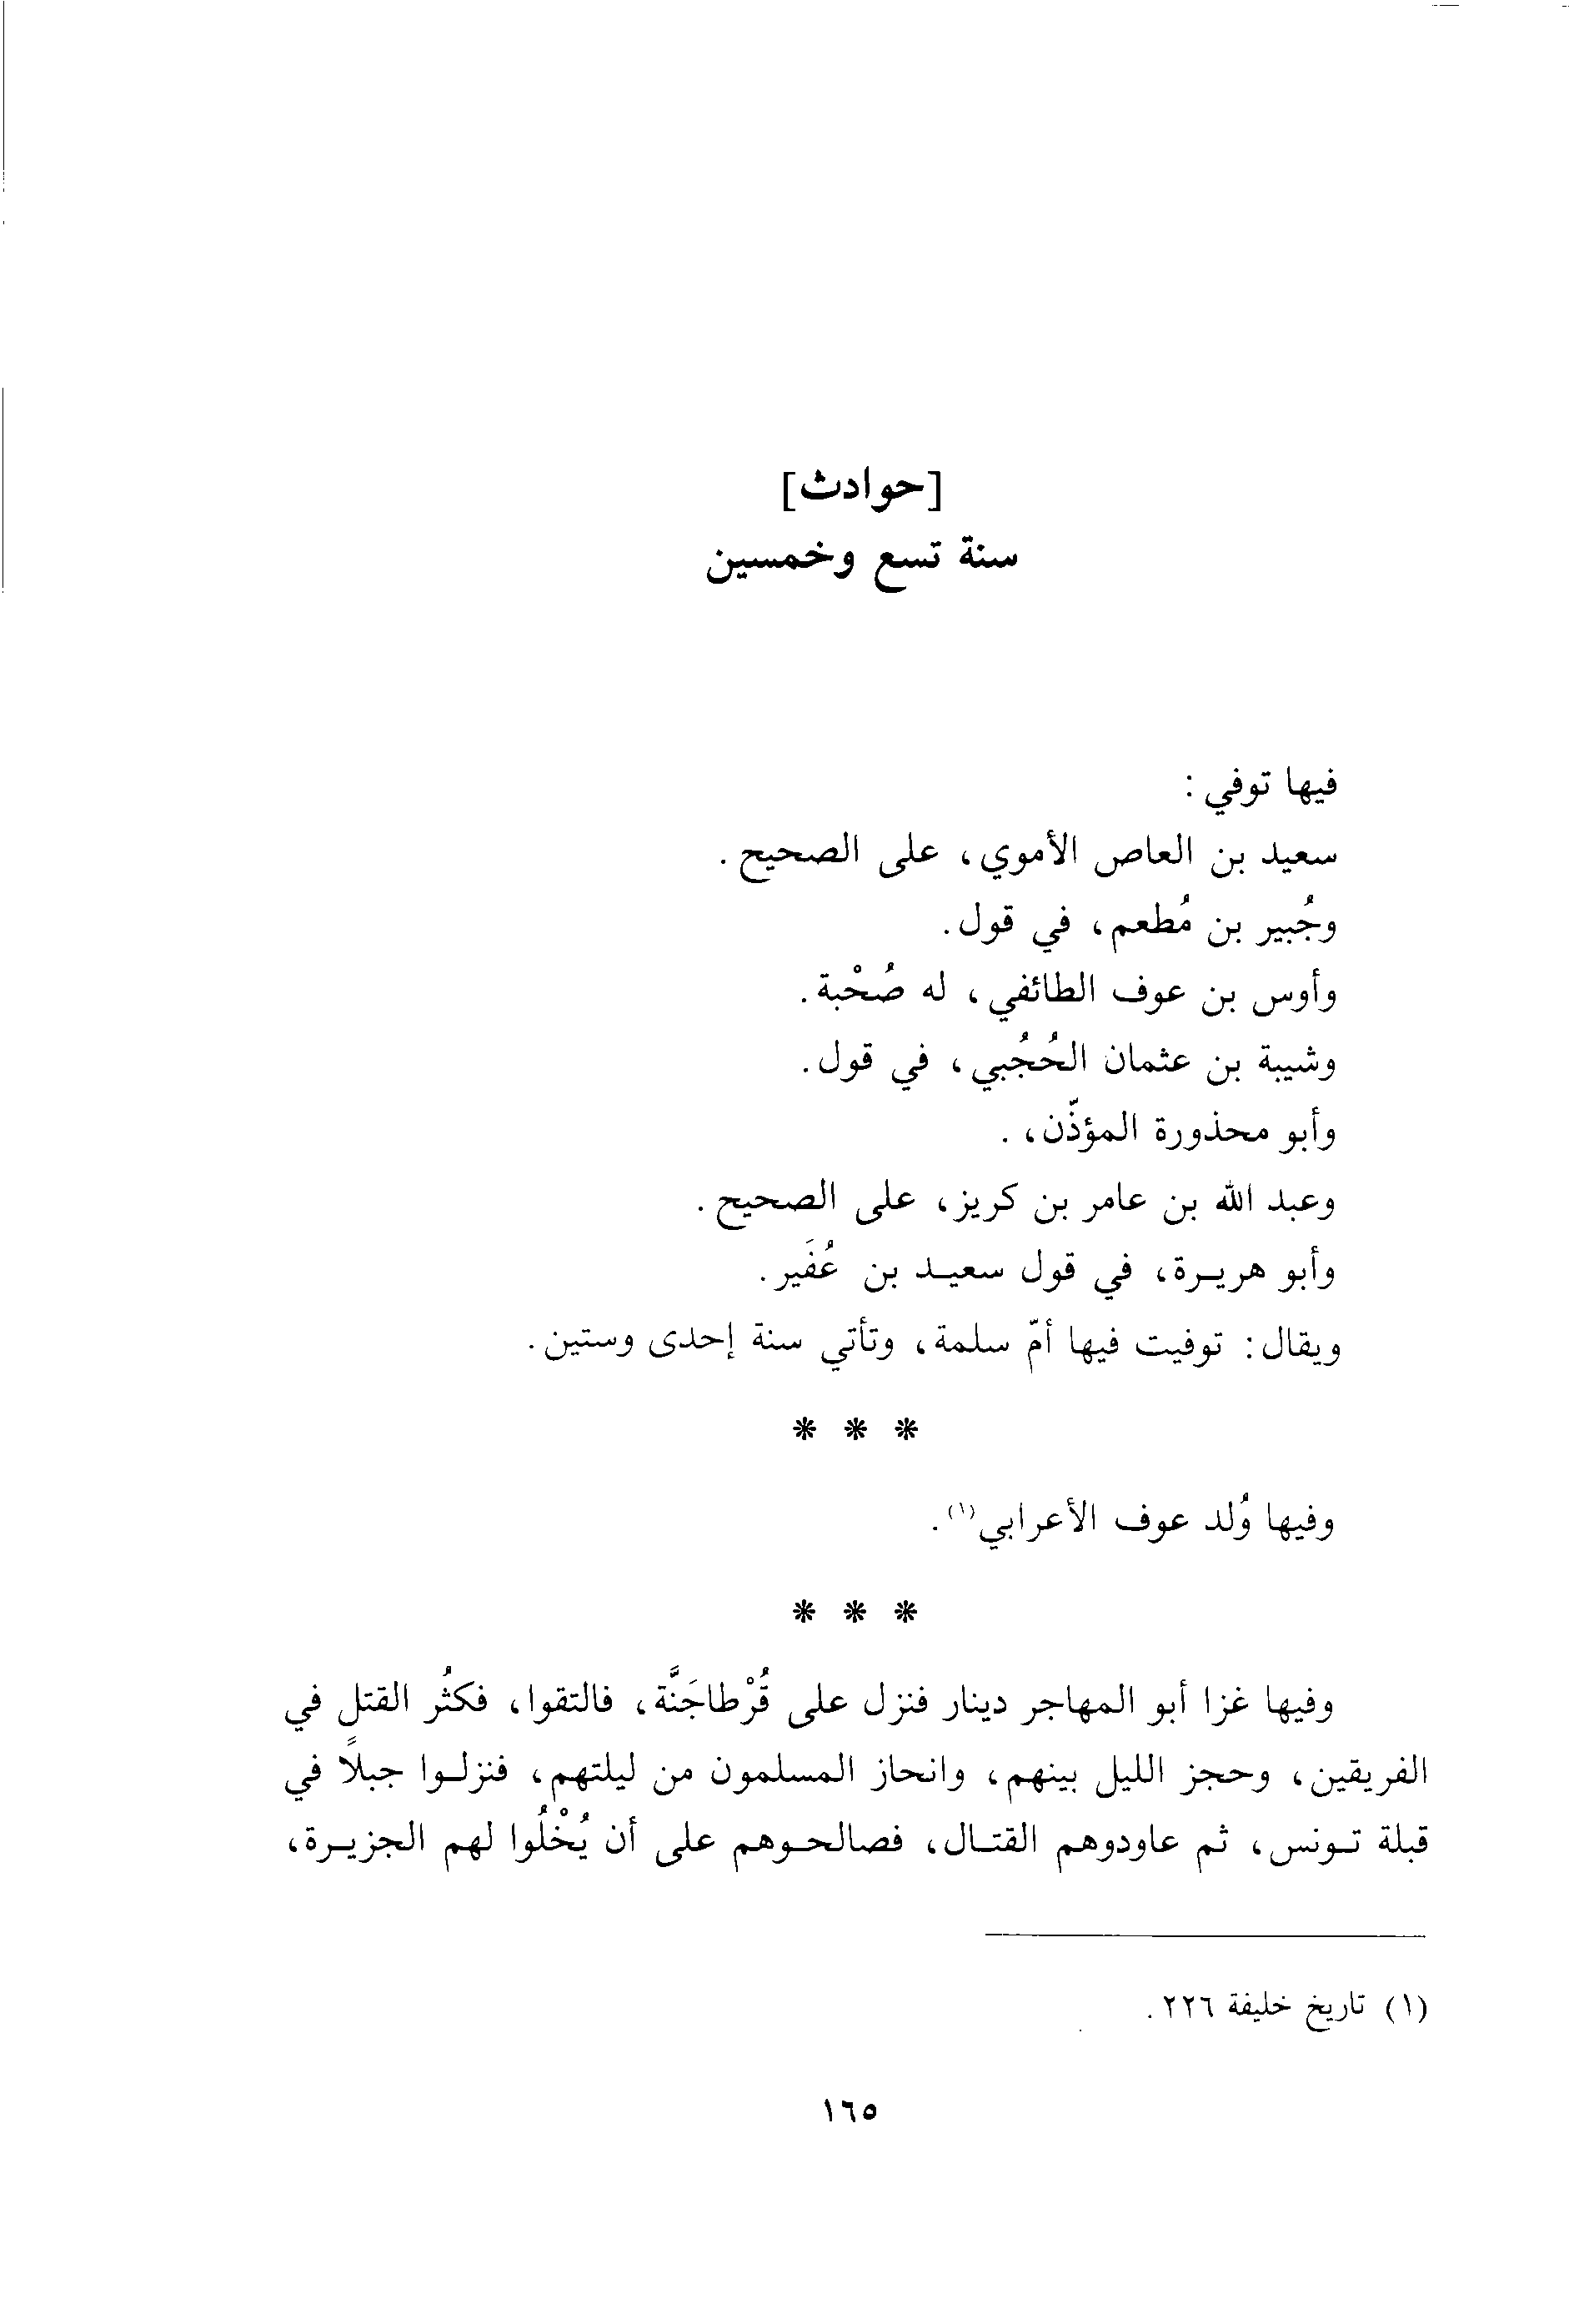 [حوادث]
سنة تسع وخمسين
فيها توفي :
سعيد بن العاص الأموي، على الصحيح.
وجُبير بن مُطعم، في قول.
وأوس بن عوف الطائفي، له صُحْبة.
وشيبة بن عثمان الحُجُبي، في قول.
وأبو محذورة المؤذّن، .
وعبد الله بن عامر بن كريز، على الصحيح.
وأبو هريرة، في قول سعيد بن عُفَير.
ويقال: توفيت فيها أمّ سلمة، وتأتي سنة إحدى وستين.
* * *
وفيها وُلد عوف الأعرابي(١).
* * *
وفيها غزا أبو المهاجر دينار فنزل على قُرْطاجَنَّة، فالتقوا، فكثُر القتل في
الفريقين، وحجز الليل بينهم، وانحاز المسلمون من ليلتهم، فنزلوا جبلاً في
قبلة تونس، ثم عاودوهم القتال، فصالحوهم على أن يُخْلُوا لهم الجزيرة،
(١) تاريخ خليفة ٢٢٦.
١٦٥